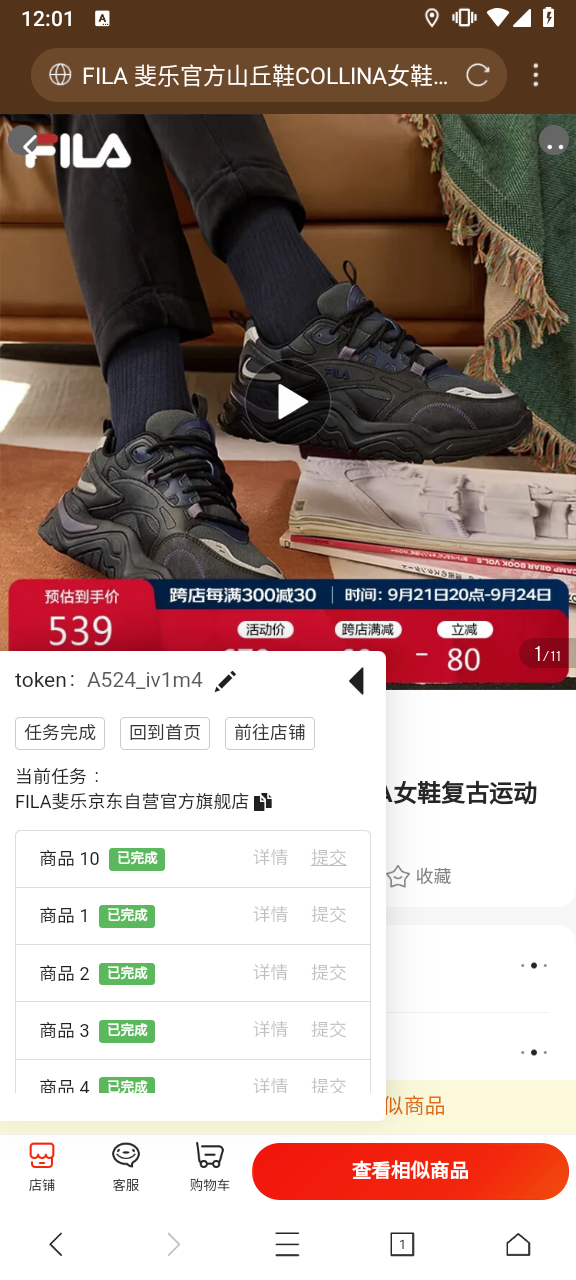 12:01
A
FILA 斐乐官方山丘鞋COLLINA女鞋...
FILA
FILA
CAMP GEAR BOOK VOL.5
预估到手价
跨店每满300减30
时间：9月21日20点-9月24日
539
活动价
跨店满减
立减
- 80
1/11
token： A524_iv1m4
任务完成
回到首页
前往店铺
当前任务：
FILA斐乐京东自营官方旗舰店
女鞋复古运动
收藏
商品 10 已完成 详情 提交
商品 1 已完成 详情 提交
商品 2 已完成 详情 提交
商品 3 已完成 详情 提交
商品 4 已完成 详情 提交
似商品
店铺
客服
购物车
查看相似商品
1